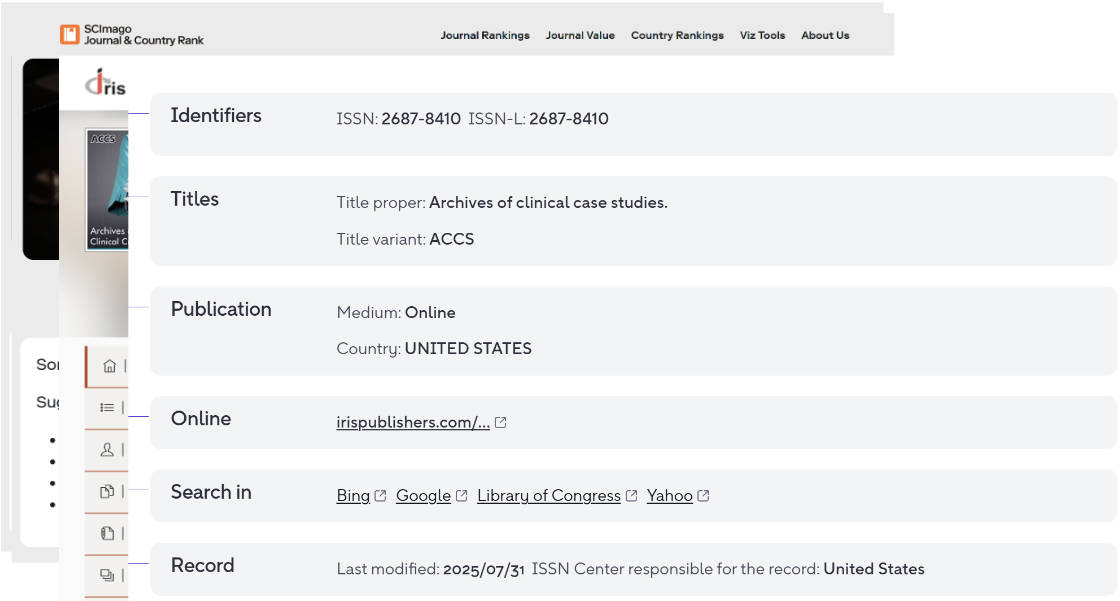 SCImago
Journal & Country Rank
Journal Rankings Journal Value Country Rankings Viz Tools About Us
iris
ACCS
Archives
Clinical C
Identifiers
ISSN: 2687-8410 ISSN-L: 2687-8410
Titles
Title proper: Archives of clinical case studies.
Title variant: ACCS
Publication
Medium: Online
Country: UNITED STATES
Online
irispublishers.com/...
Search in
Bing Google Library of Congress Yahoo
Record
Last modified: 2025/07/31 ISSN Center responsible for the record: United States